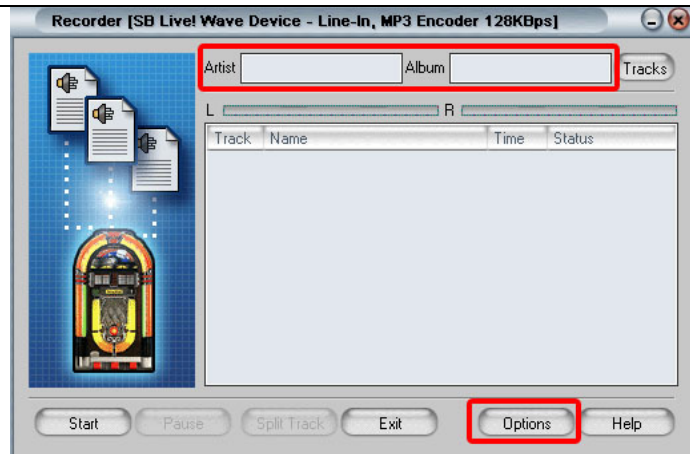 Recorder [SB Live! Wave Device - Line-In, MP3 Encoder 128KBps]
Artist Album Tracks
L R
Track Name Time Status
Start Pause Split Track Exit Options Help